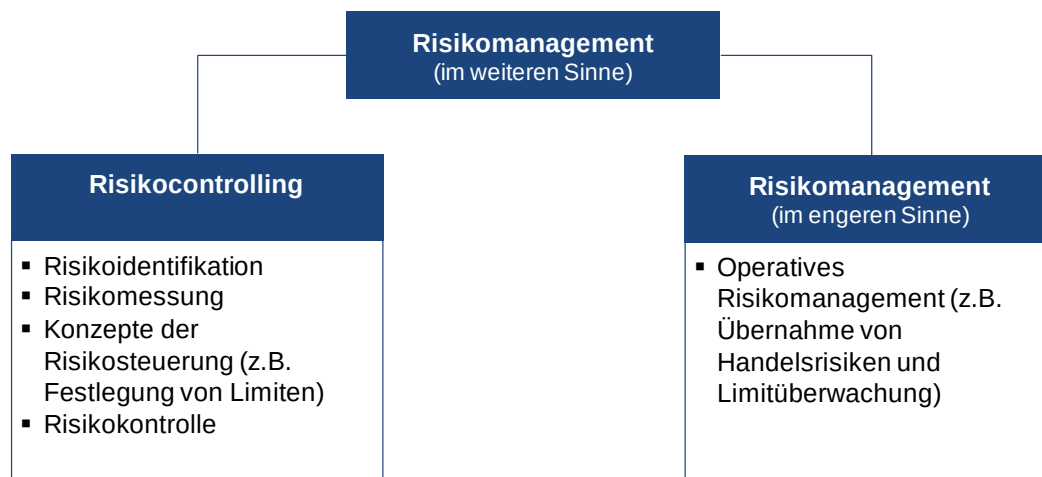 Risikomanagement
(im weiteren Sinne)
Risikocontrolling
▪ Risikoidentifikation
▪ Risikomessung
▪ Konzepte der
Risikosteuerung (z.B.
Festlegung von Limiten)
▪ Risikokontrolle
Risikomanagement
(im engeren Sinne)
▪ Operatives
Risikomanagement (z.B.
Übernahme von
Handelsrisiken und
Limitüberwachung)